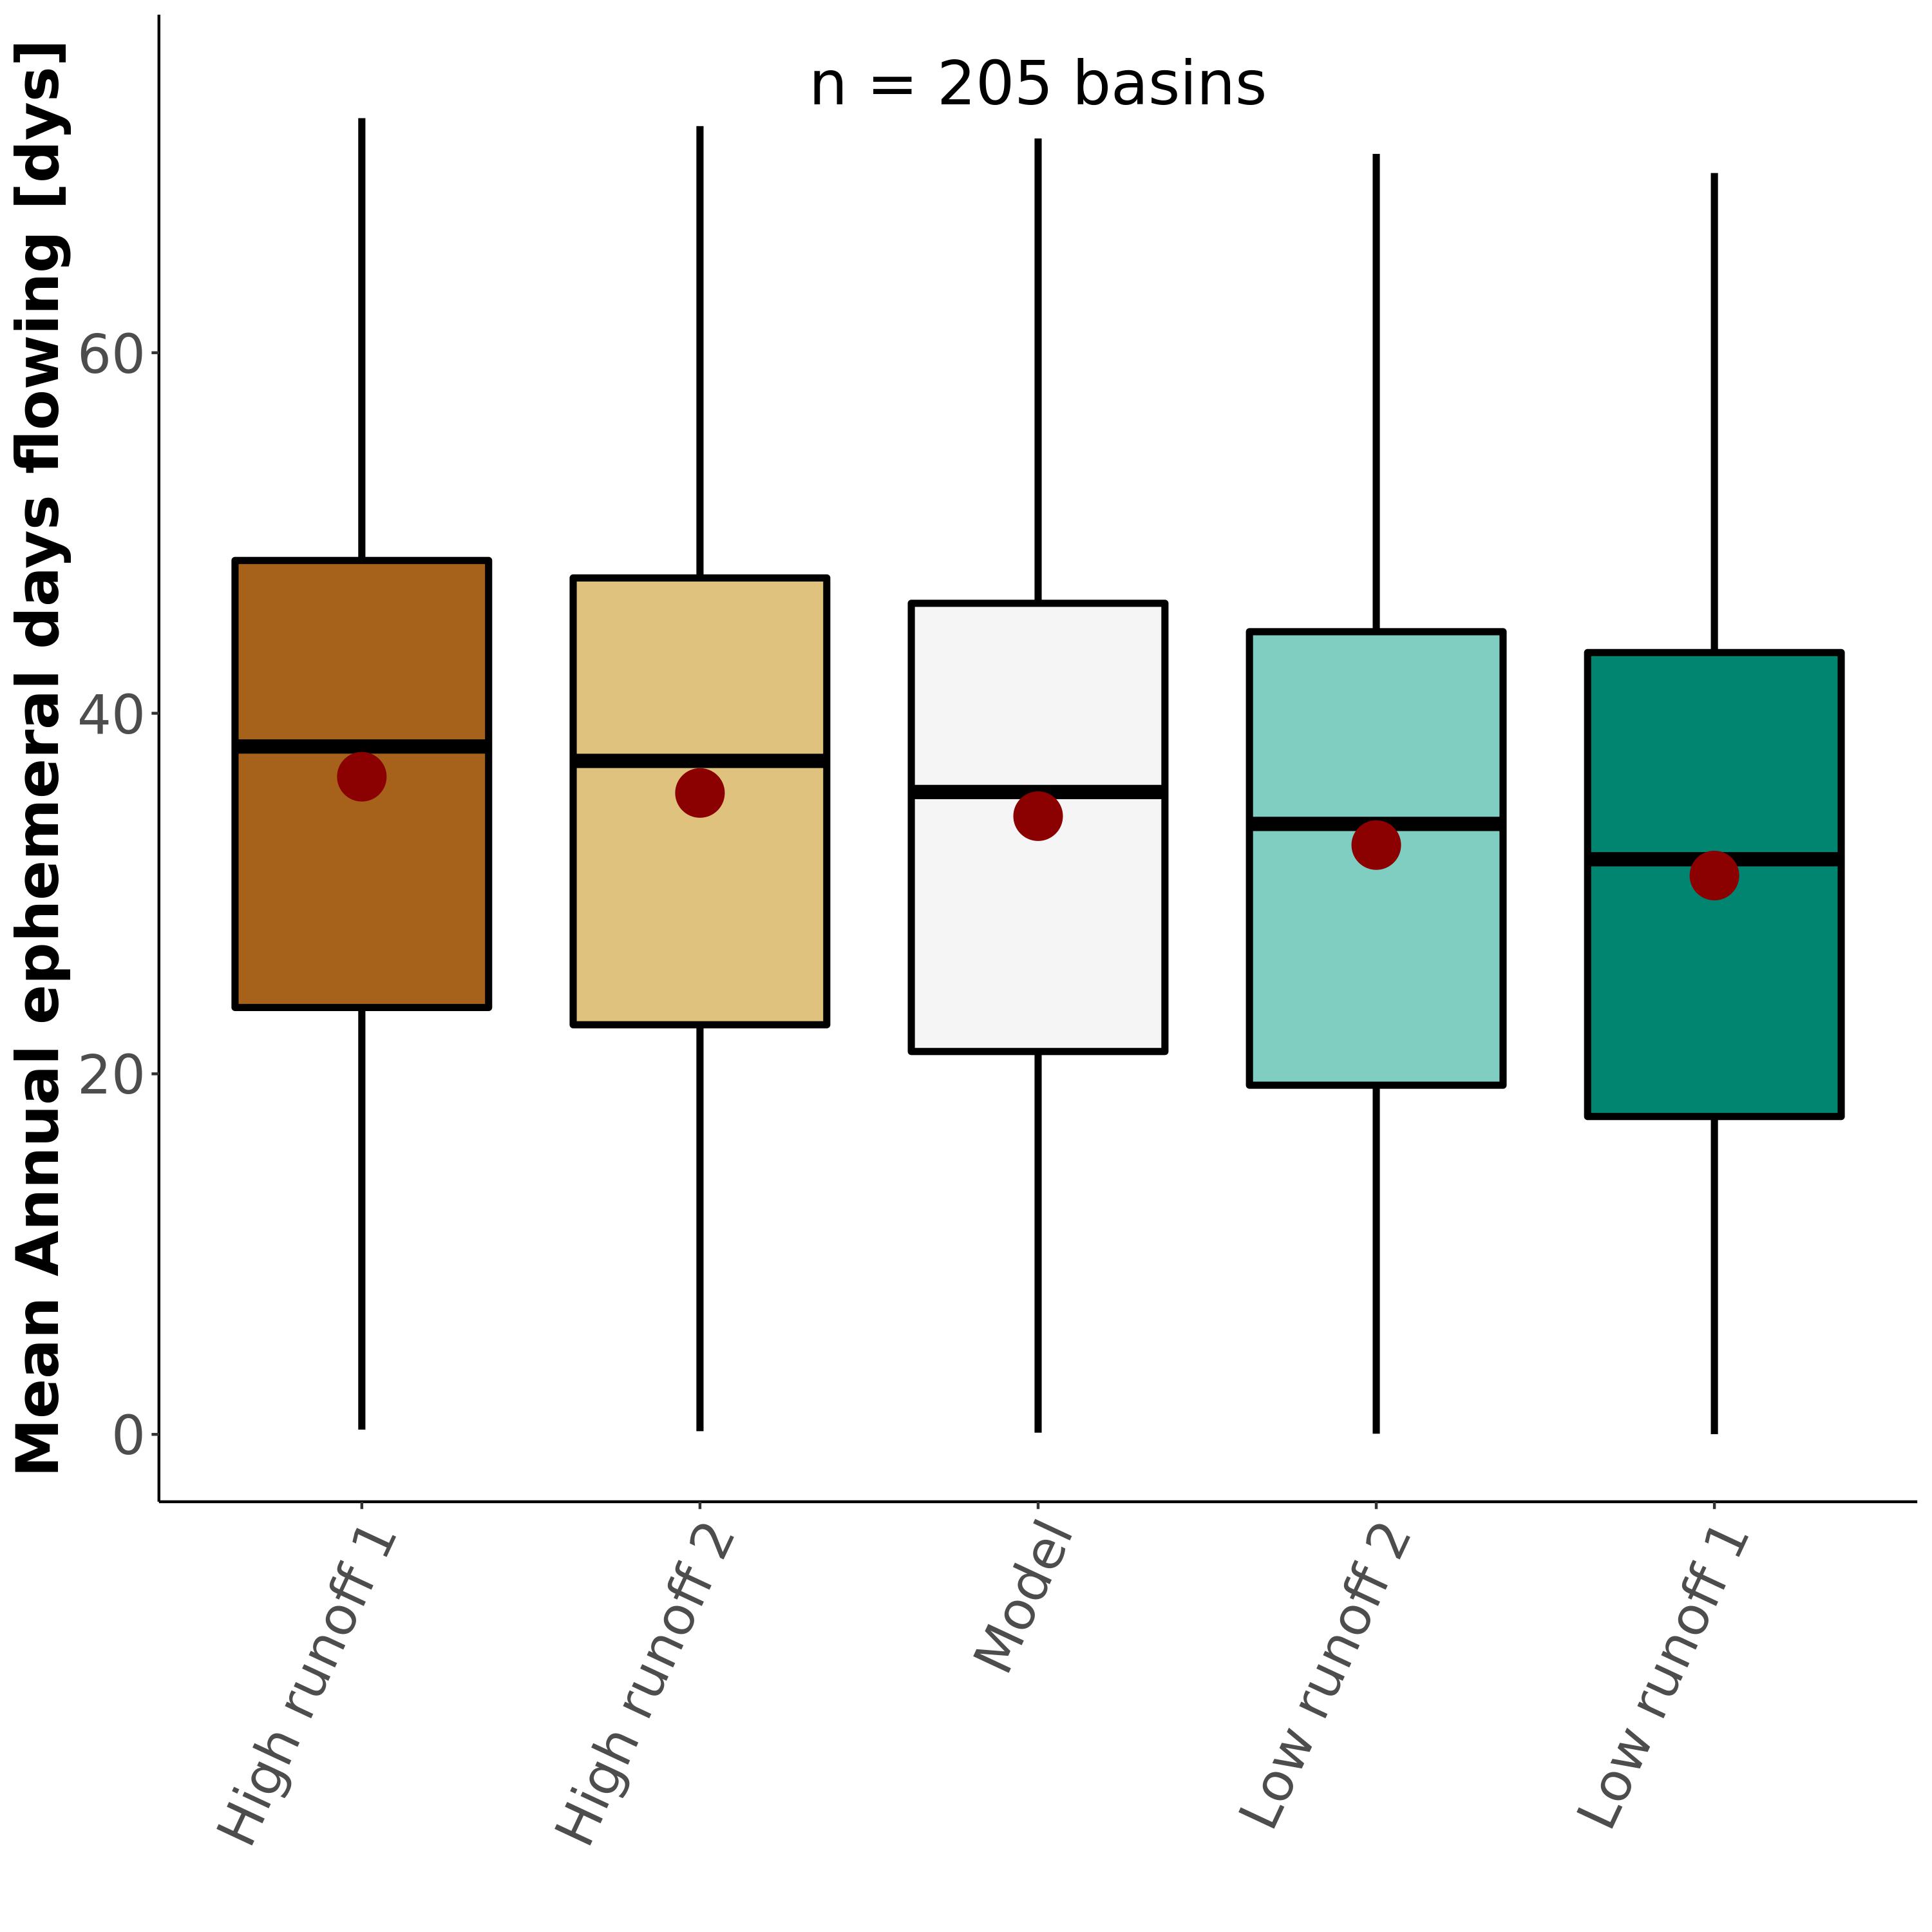 n = 205 basins
Mean Annual ephemeral days flowing [dys]
60
40
20
0
High runoff 1
High runoff 2
Model
Low runoff 2
Low runoff 1